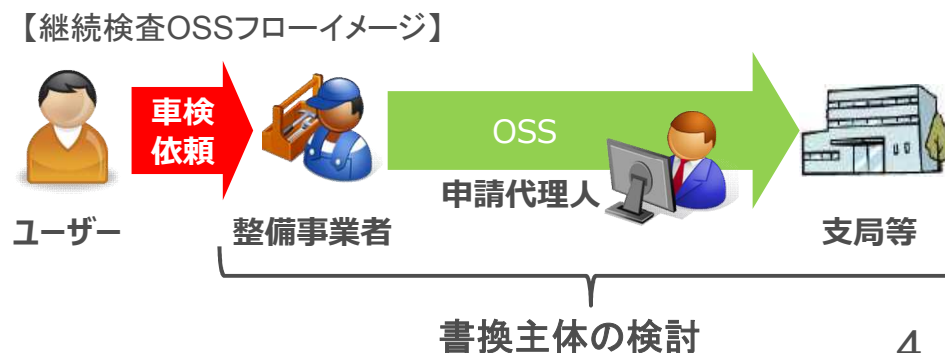 【継続検査OSSフローイメージ】
車検
依頼
OSS
申請代理人
ユーザー
整備事業者
支局等
書換主体の検討
4